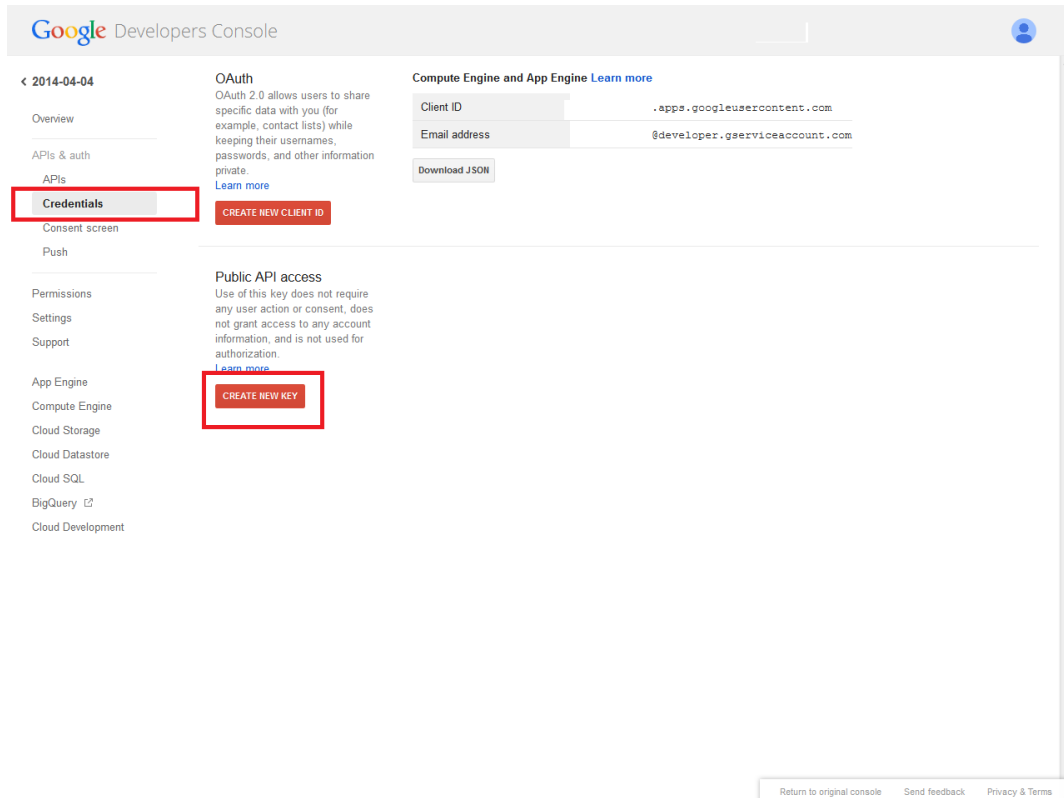 Google Developers Console
< 2014-04-04
Overview
APIs & auth
APIs
Credentials
Consent screen
Push
Permissions
Settings
Support
App Engine
Compute Engine
Cloud Storage
Cloud Datastore
Cloud SQL
BigQuery
Cloud Development
OAuth
OAuth 2.0 allows users to share
specific data with you (for
example, contact lists) while
keeping their usernames,
passwords, and other information
private.
Learn more
CREATE NEW CLIENT ID
Compute Engine and App Engine Learn more
Client ID .apps.googleusercontent.com
Email address @developer.gserviceaccount.com
Download JSON
Public API access
Use of this key does not require
any user action or consent, does
not grant access to any account
information, and is not used for
authorization.
Learn more
CREATE NEW KEY
Return to original console Send feedback Privacy & Terms